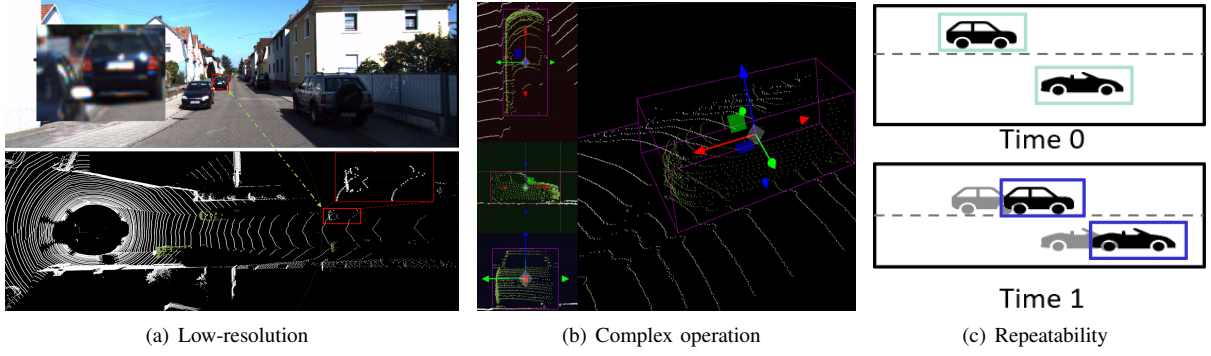 Time 0
Time 1
(a) Low-resolution
(b) Complex operation
(c) Repeatability